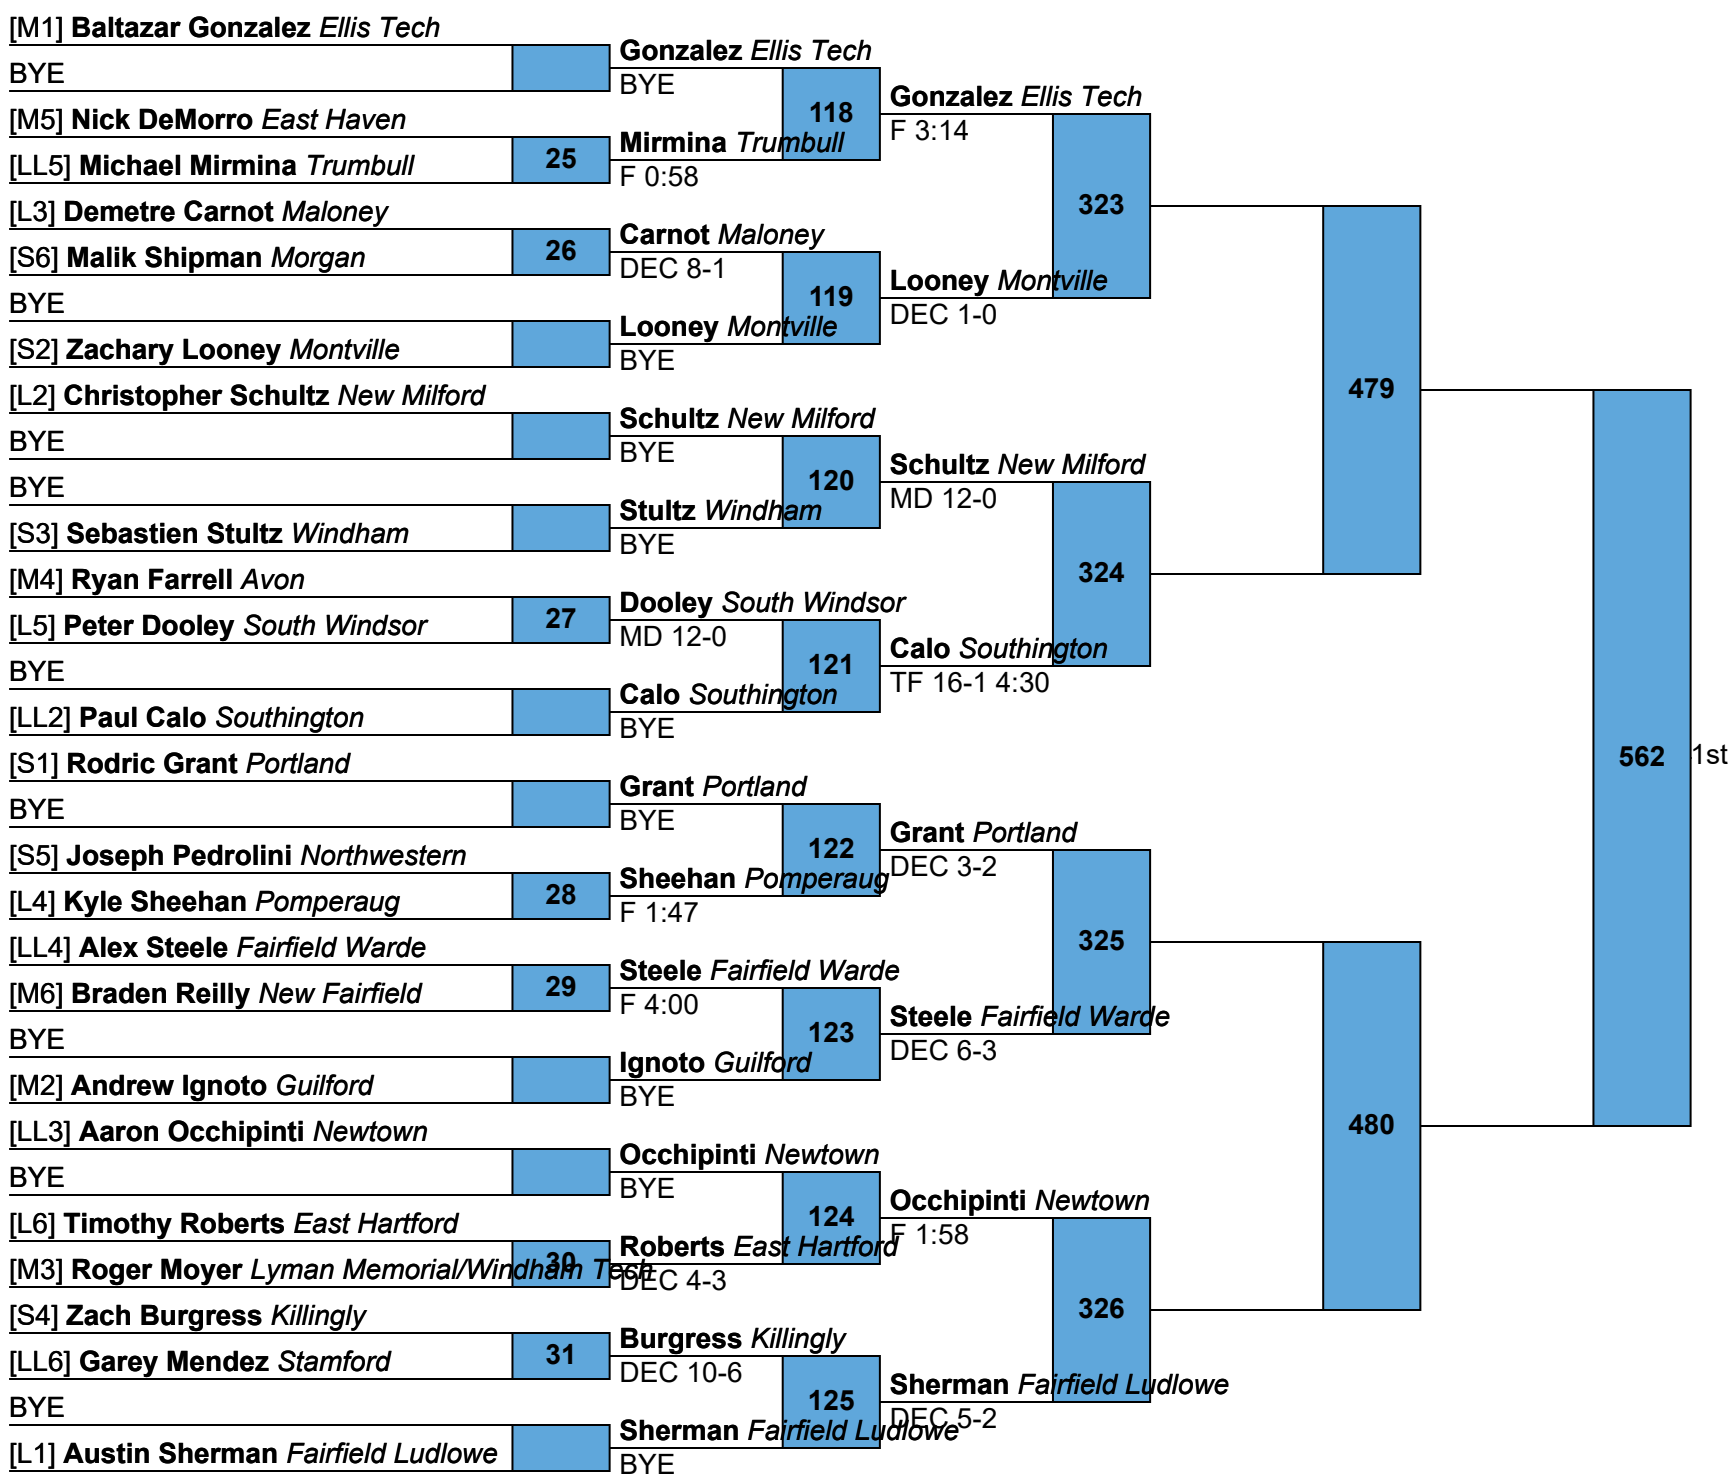 [M1] Baltazar Gonzalez Ellis Tech
BYE
[M5] Nick DeMorro East Haven
25
[LL5] Michael Mirmina Trumbull
[L3] Demetre Carnot Maloney
26
[S6] Malik Shipman Morgan
BYE
[S2] Zachary Looney Montville
[L2] Christopher Schultz New Milford
BYE
BYE
[S3] Sebastien Stultz Windham
[M4] Ryan Farrell Avon
27
[L5] Peter Dooley South Windsor
BYE
[LL2] Paul Calo Southington
[S1] Rodric Grant Portland
BYE
[S5] Joseph Pedrolini Northwestern
28
[L4] Kyle Sheehan Pomperaug
[LL4] Alex Steele Fairfield Warde
29
[M6] Braden Reilly New Fairfield
BYE
[M2] Andrew Ignoto Guilford
[LL3] Aaron Occhipinti Newtown
BYE
[L6] Timothy Roberts East Hartford
30
[M3] Roger Moyer Lyman Memorial/Windham Tech
[S4] Zach Burgress Killingly
31
[LL6] Garey Mendez Stamford
BYE
[L1] Austin Sherman Fairfield Ludlowe
Gonzalez Ellis Tech
BYE
118
Mirmina Trumbull
F 0:58
Carnot Maloney
DEC 8-1
119
Looney Montville
BYE
Schultz New Milford
BYE
120
Stultz Windham
BYE
Dooley South Windsor
MD 12-0
121
Calo Southington
BYE
Grant Portland
BYE
122
Sheehan Pomperaug
F 1:47
Steele Fairfield Warde
F 4:00
123
Ignoto Guilford
BYE
Occhipinti Newtown
BYE
124
Roberts East Hartford
DEC 4-3
Burgress Killingly
DEC 10-6
125
Sherman Fairfield Ludlowe
BYE
Gonzalez Ellis Tech
F 3:14
323
Looney Montville
DEC 1-0
Schultz New Milford
MD 12-0
324
Calo Southington
TF 16-1 4:30
Grant Portland
DEC 3-2
325
Steele Fairfield Warde
DEC 6-3
Occhipinti Newtown
F 1:58
326
Sherman Fairfield Ludlowe
DEC 5-2
479
480
562
1st